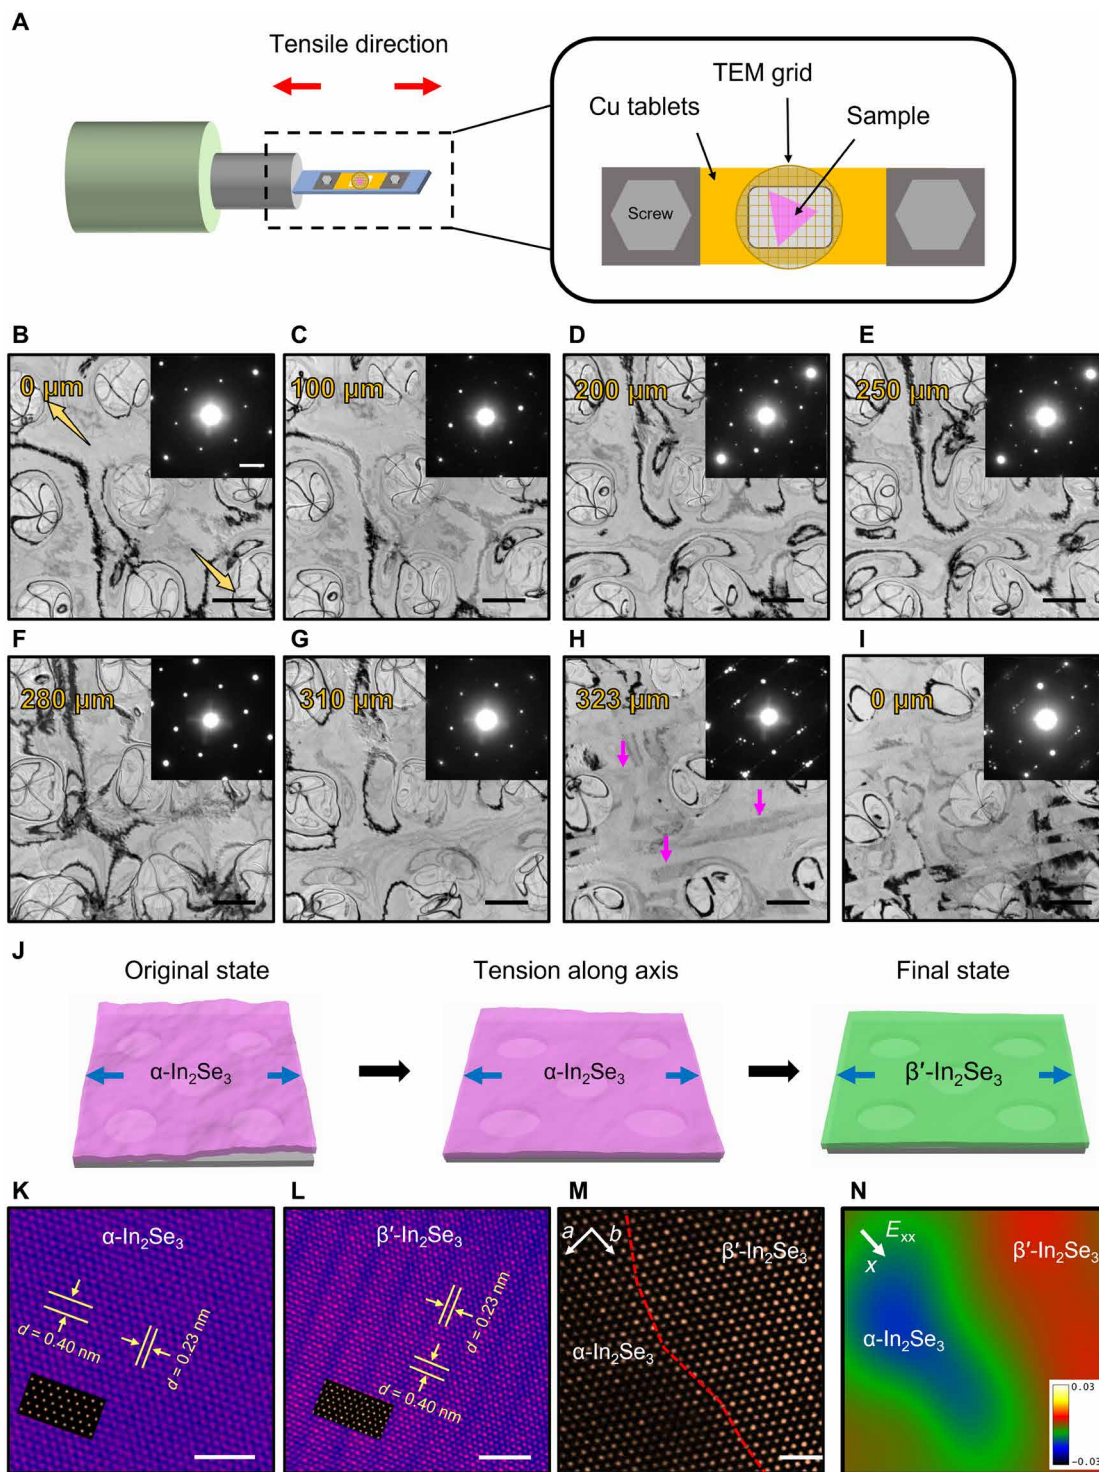 A
Tensile direction
TEM grid
Cu tablets
Sample
Screw
B
C
D
E
0 µm
100 µm
200 µm
250 µm
F
G
H
I
280 µm
310 µm
323 µm
0 µm
J
Original state
Tension along axis
Final state
α-In₂Se₃
α-In₂Se₃
β′-In₂Se₃
K
L
M
N
α-In₂Se₃
d = 0.40 nm
d = 0.23 nm
β′-In₂Se₃
d = 0.23 nm
d = 0.40 nm
a
b
β′-In₂Se₃
α-In₂Se₃
Exx
x
β′-In₂Se₃
α-In₂Se₃
0.03
-0.03